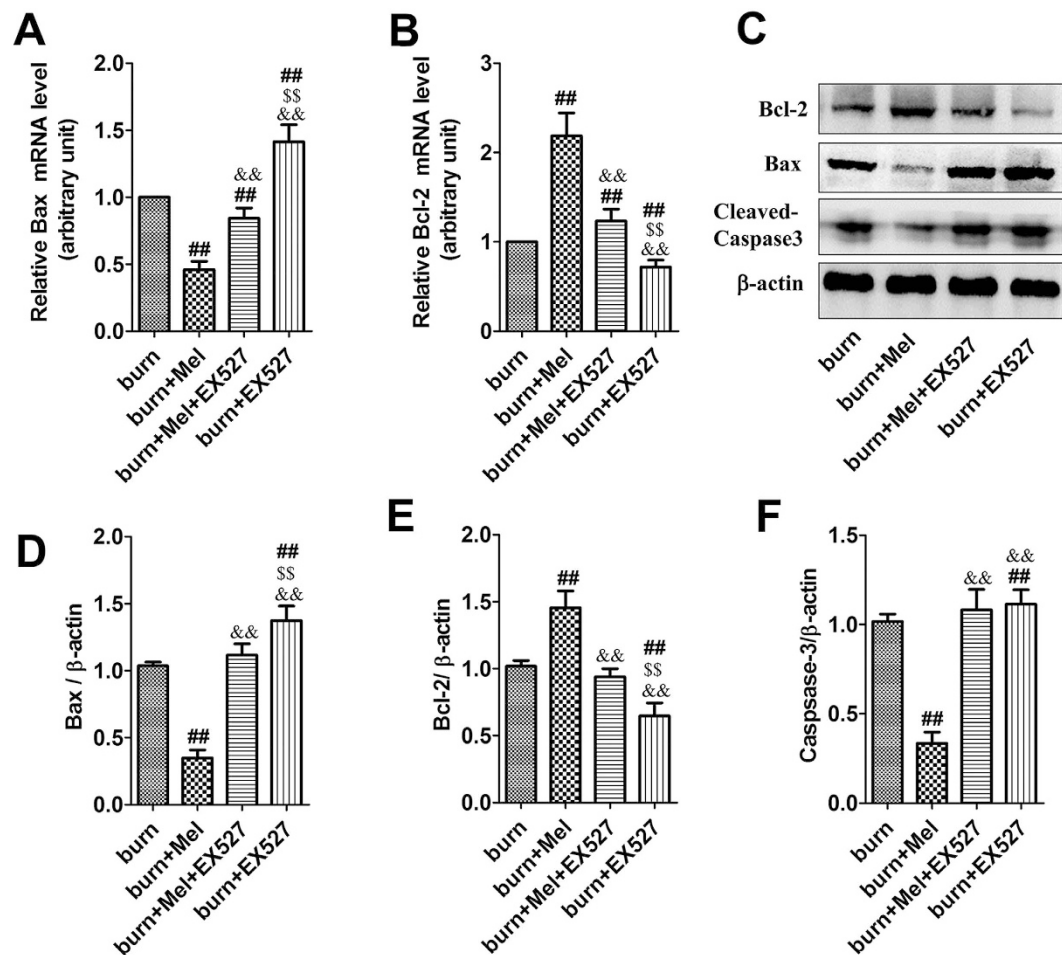 A
Relative Bax mRNA level
(arbitrary unit)
2.0
1.5
1.0
0.5
0.0
##
&&
##
##
$$
&&
burn
burn+Mel
burn+Mel+EX527
burn+EX527
B
Relative Bcl-2 mRNA level
(arbitrary unit)
3
2
1
0
##
&&
##
##
$$
&&
burn
burn+Mel
burn+Mel+EX527
burn+EX527
C
Bcl-2
Bax
Cleaved-
Caspase3
β-actin
burn
burn+Mel
burn+Mel+EX527
burn+EX527
D
Bax / β-actin
2.0
1.5
1.0
0.5
0.0
##
&&
##
$$
&&
burn
burn+Mel
burn+Mel+EX527
burn+EX527
E
Bcl-2/ β-actin
2.0
1.5
1.0
0.5
0.0
##
&&
##
$$
&&
burn
burn+Mel
burn+Mel+EX527
burn+EX527
F
Caspsase-3/β-actin
1.5
1.0
0.5
0.0
##
&&
&&
##
burn
burn+Mel
burn+Mel+EX527
burn+EX527